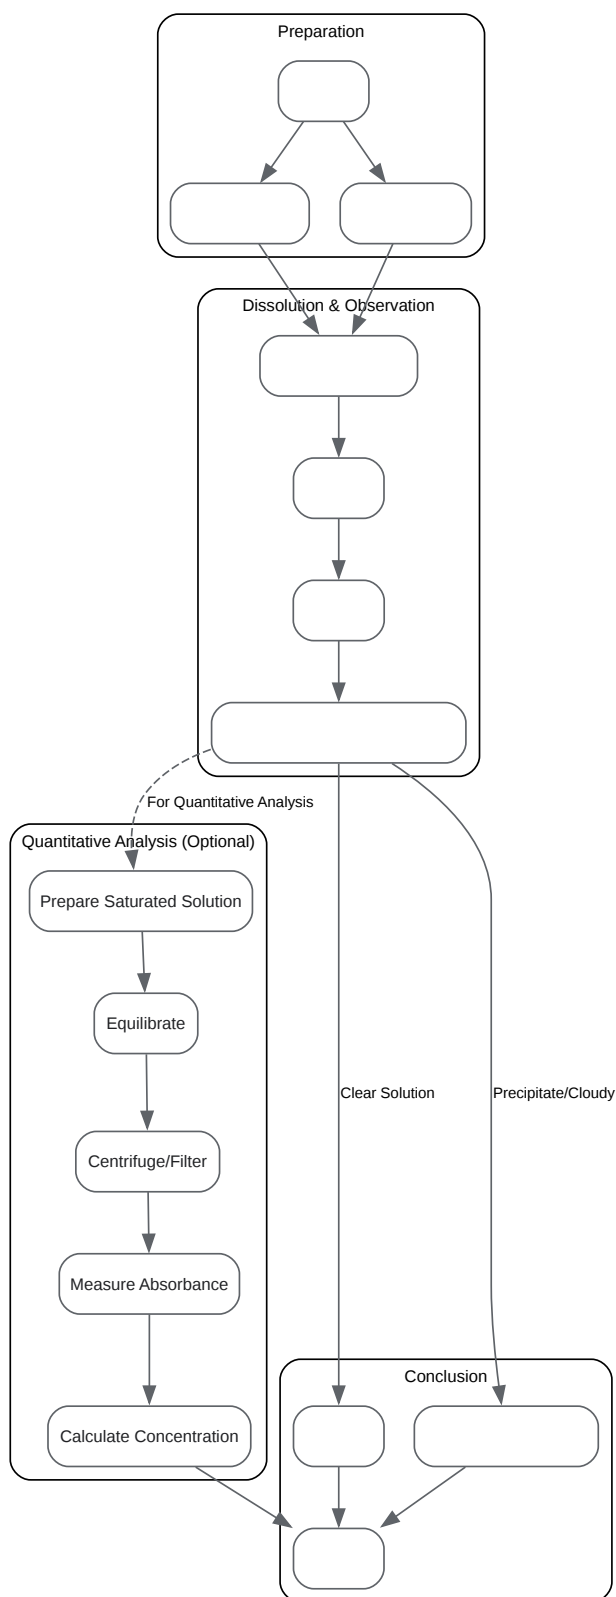 Preparation
Dissolution & Observation
For Quantitative Analysis
Quantitative Analysis (Optional)
Prepare Saturated Solution
Equilibrate
Clear Solution
Precipitate/Cloudy
Centrifuge/Filter
Measure Absorbance
Conclusion
Calculate Concentration